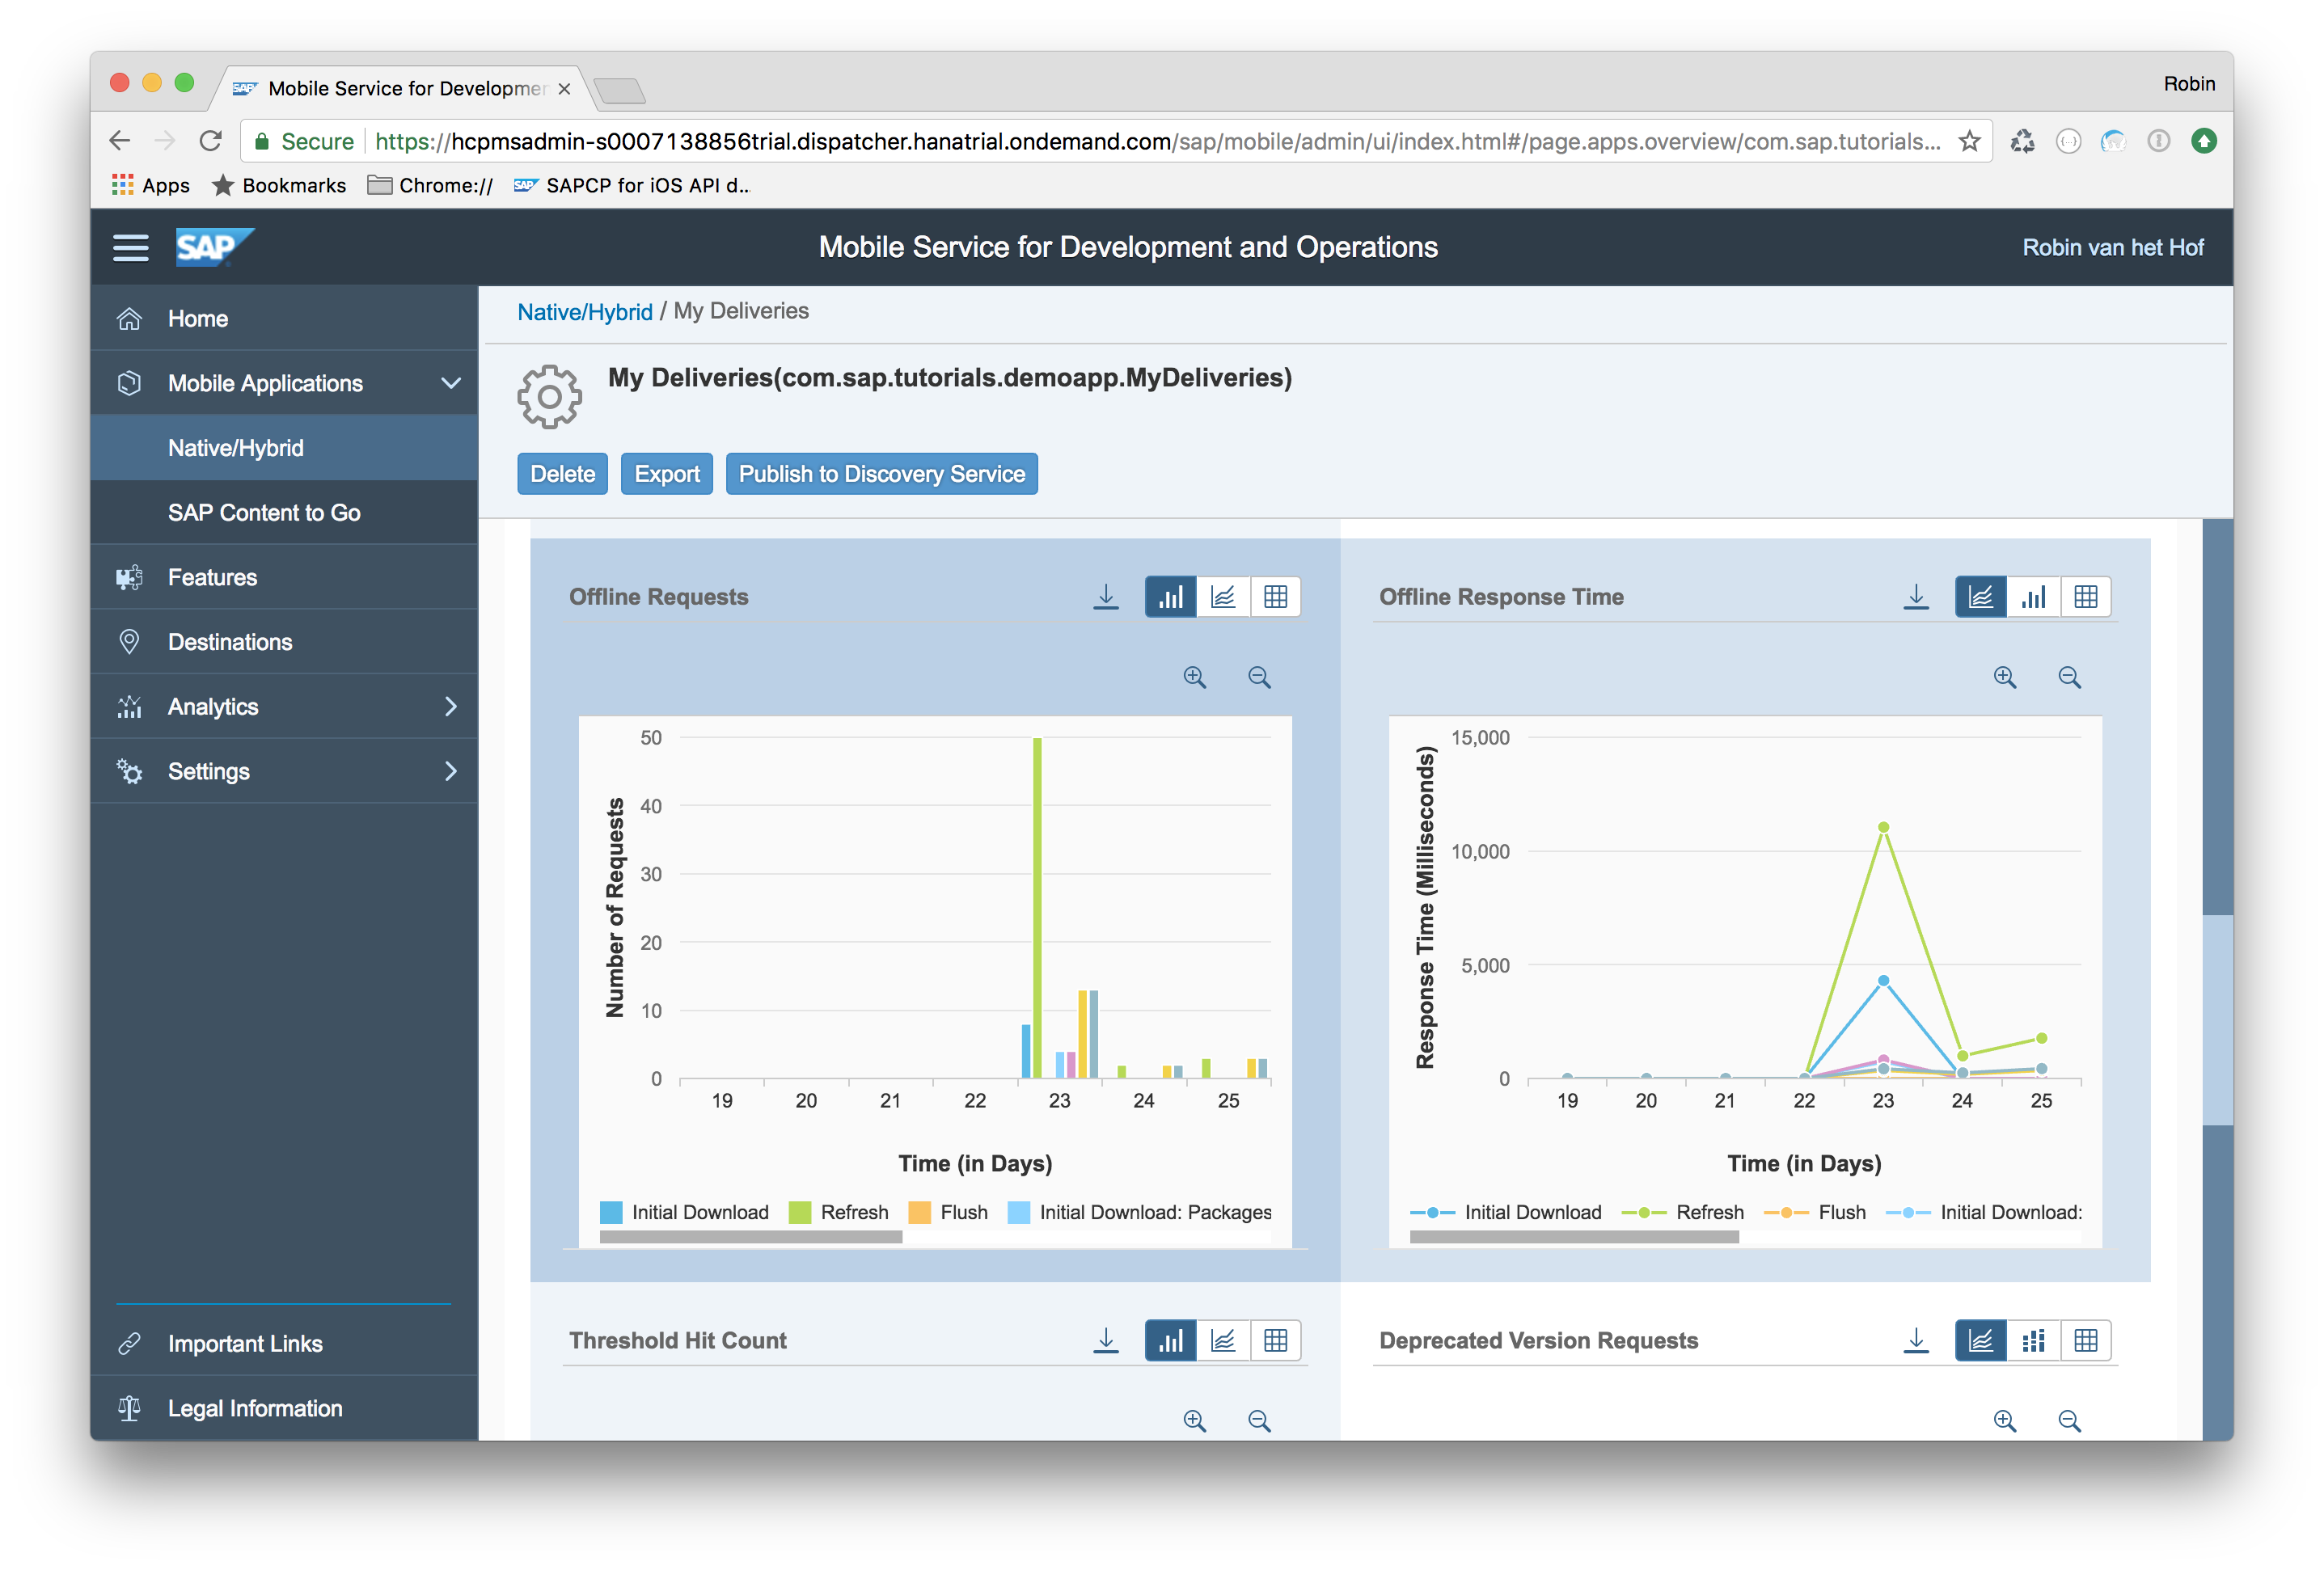 Mobile Service for Developmen
Robin
Secure
https://hcpmsadmin-s0007138856trial.dispatcher.hanatrial.ondemand.com/sap/mobile/admin/ui/index.html#/page.apps.overview/com.sap.tutorials...
Apps
Bookmarks
Chrome://
SAPCP for iOS API d...
SAP
Mobile Service for Development and Operations
Robin van het Hof
Home
Mobile Applications
Native/Hybrid
SAP Content to Go
Features
Destinations
Analytics
Settings
Important Links
Legal Information
Native/Hybrid / My Deliveries
My Deliveries(com.sap.tutorials.demoapp.MyDeliveries)
Delete
Export
Publish to Discovery Service
Offline Requests
50
40
30
20
10
0
Number of Requests
19 20 21 22 23 24 25
Time (in Days)
Initial Download Refresh Flush Initial Download: Packages
Offline Response Time
15,000
10,000
5,000
0
Response Time (Milliseconds)
19 20 21 22 23 24 25
Time (in Days)
Initial Download Refresh Flush Initial Download:
Threshold Hit Count
Deprecated Version Requests